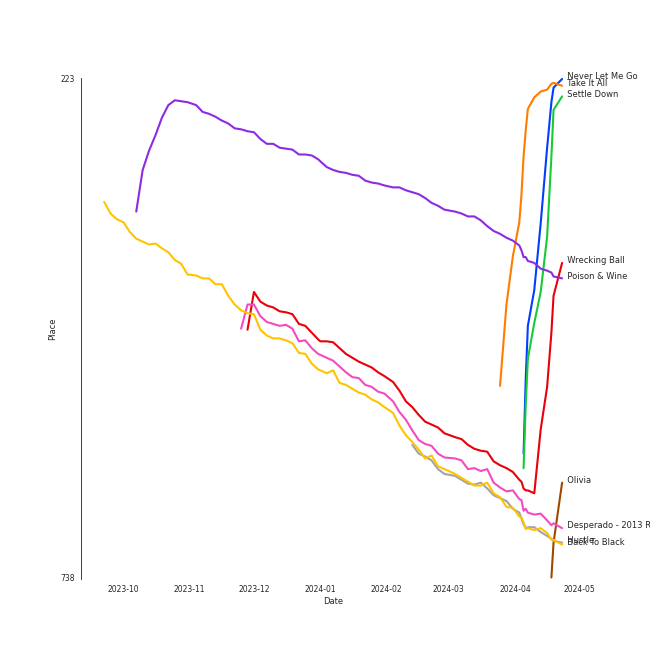 223
Never Let Me Go
Take It All
Settle Down
Wrecking Ball
Poison & Wine
Place
Olivia
Desperado - 2013 R
Hustler
Back To Black
738
2023-10
2023-11
2023-12
2024-01
2024-02
2024-03
2024-04
2024-05
Date